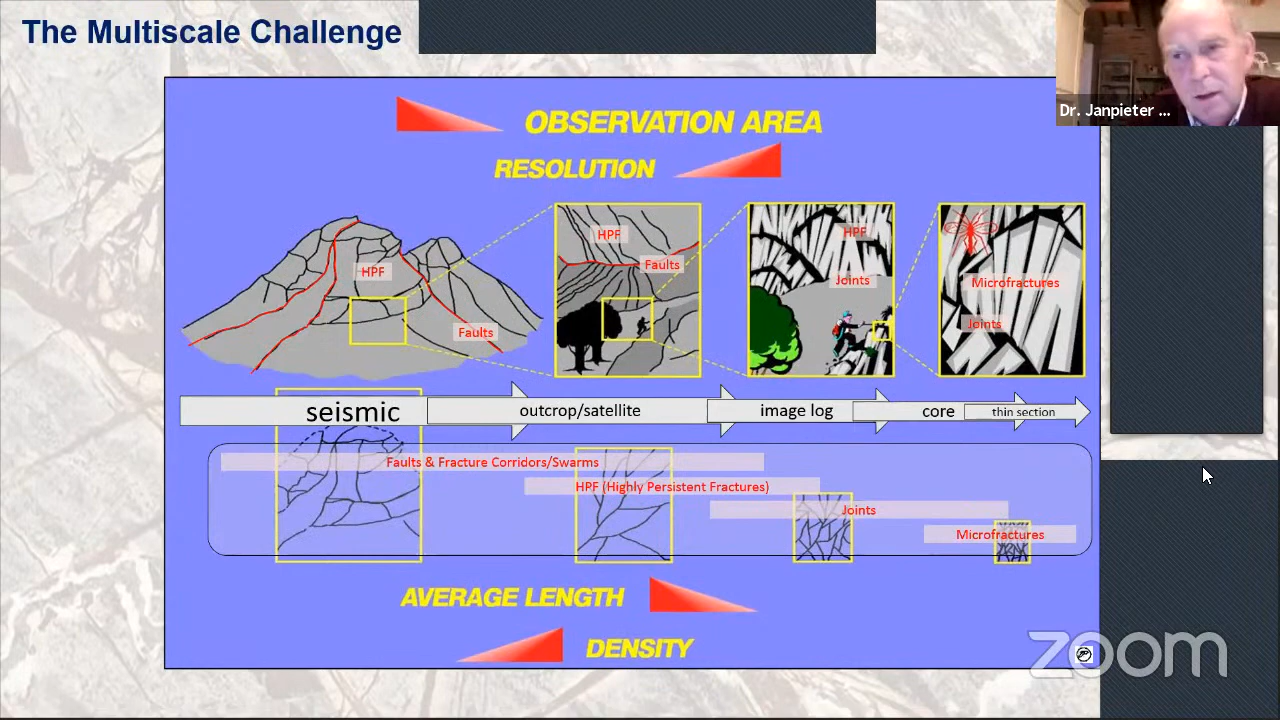 The Multiscale Challenge
Dr. Janpieter ...
OBSERVATION AREA
RESOLUTION
HPF
Faults
HPF
Faults
HPF
Joints
Microfractures
Joints
seismic
outcrop/satellite
image log
core
thin section
Faults & Fracture Corridors/Swarms
HPF (Highly Persistent Fractures)
Joints
Microfractures
AVERAGE LENGTH
DENSITY
zoom